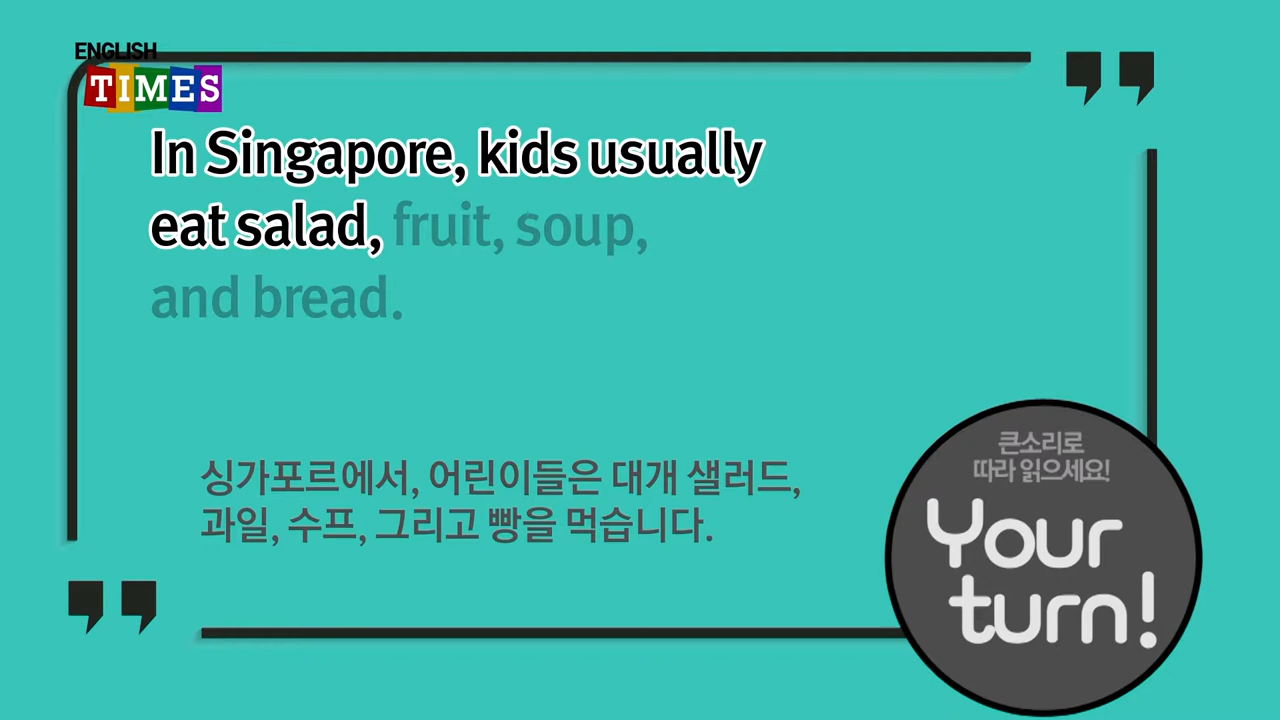 ENGLISH
TIMES
In Singapore, kids usually
eat salad, fruit, soup,
and bread.
싱가포르에서, 어린이들은 대개 샐러드,
과일, 수프, 그리고 빵을 먹습니다.
큰소리로
따라 읽으세요!
Your
turn!